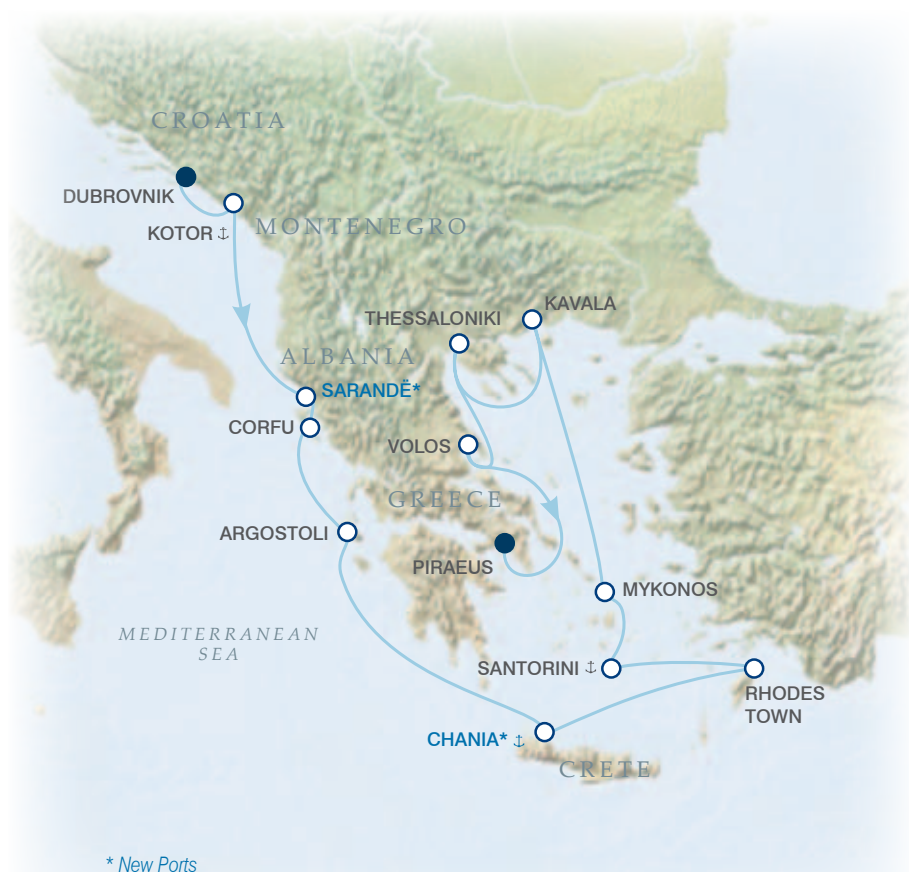 CROATIA
DUBROVNIK
KOTOR ⚓
MONTENEGRO
KAVALA
THESSALONIKI
ALBANIA
SARANDË*
CORFU
VOLOS
GREECE
ARGOSTOLI
PIRAEUS
MYKONOS
MEDITERRANEAN
SEA
SANTORINI ⚓
RHODES
TOWN
CHANIA* ⚓
CRETE
* New Ports